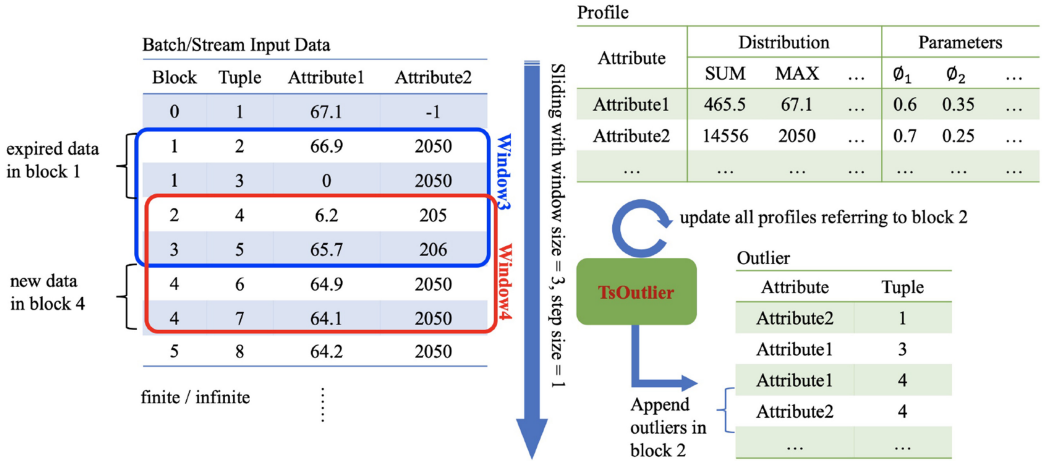 Batch/Stream Input Data
Block Tuple Attribute1 Attribute2
0 1 67.1 -1
1 2 66.9 2050
1 3 0 2050
2 4 6.2 205
3 5 65.7 206
4 6 64.9 2050
4 7 64.1 2050
5 8 64.2 2050
finite / infinite
expired data
in block 1
new data
in block 4
Window3
Window4
Sliding with window size = 3, step size = 1
Profile
Attribute Distribution Parameters
SUM MAX … ∅1 ∅2 …
Attribute1 465.5 67.1 … 0.6 0.35 …
Attribute2 14556 2050 … 0.7 0.25 …
… … … … … … …
update all profiles referring to block 2
TsOutlier
Append
outliers in
block 2
Outlier
Attribute Tuple
Attribute2 1
Attribute1 3
Attribute1 4
Attribute2 4
… …